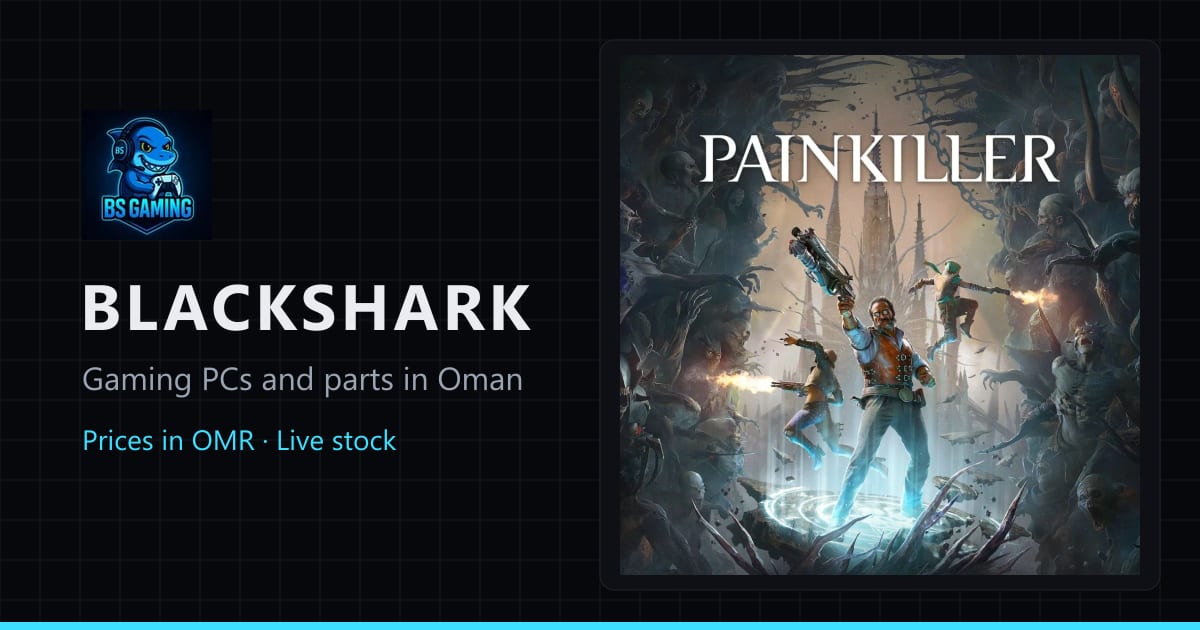 BS
BS GAMING
BLACKSHARK
Gaming PCs and parts in Oman
Prices in OMR · Live stock
PAINKILLER